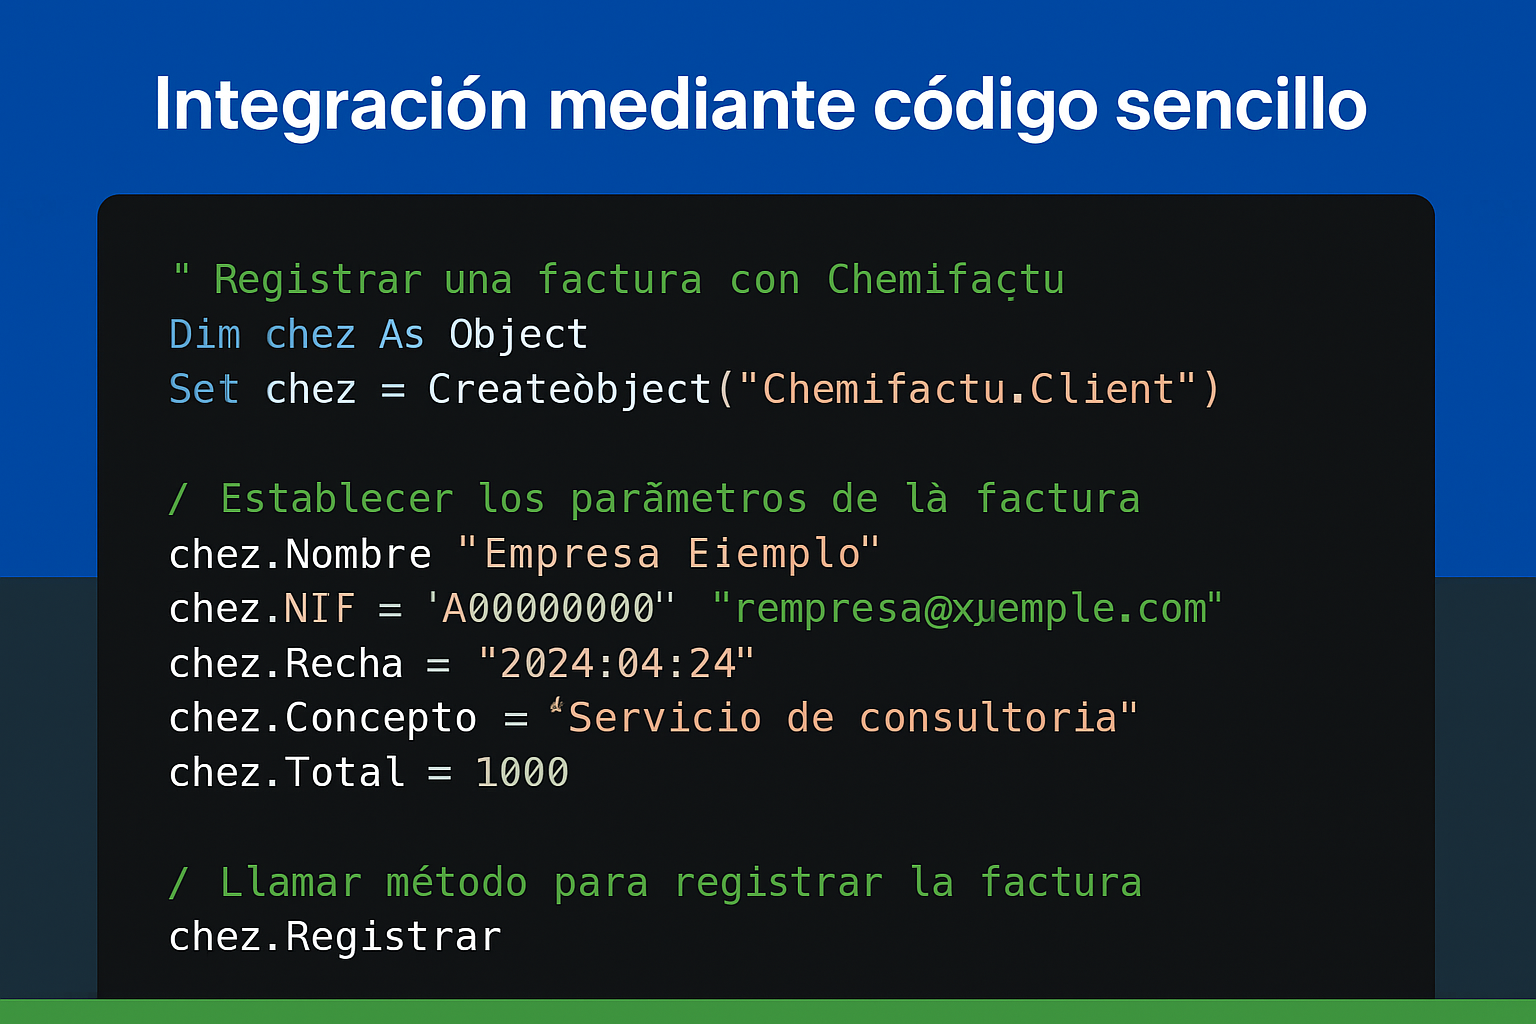 Integración mediante código sencillo
" Registrar una factura con Chemifaçtu
Dim chez As Object
Set chez = Createòbject("Chemifactu.Client")
/ Establecer los parămetros de là factura
chez.Nombre "Empresa Eiemplo"
chez.NIF = 'A00000000" "rempresa@xµemple.com"
chez.Recha = "2024:04:24"
chez.Concepto = “Servicio de consultoria"
chez.Total = 1000
/ Llamar método para registrar la factura
chez.Registrar